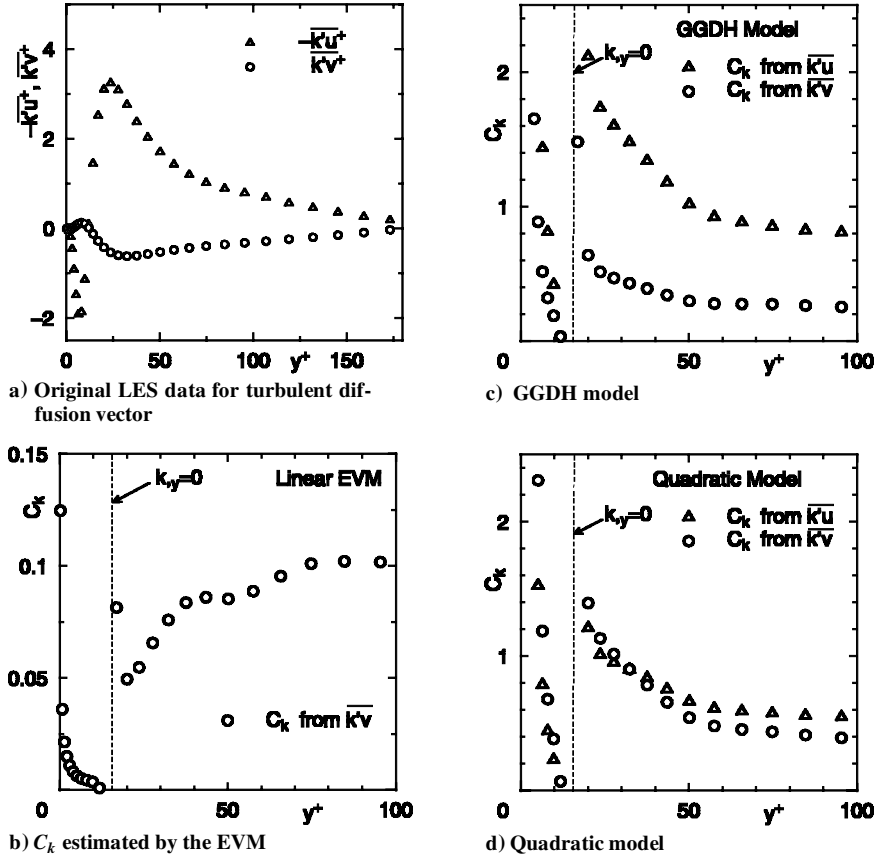 −k'u⁺, k'v⁺
4
2
0
−2
−k'u⁺
k'v⁺
0 50 100 150
y⁺
a) Original LES data for turbulent dif-
fusion vector
C_k
2
1
0
GGDH Model
k,y=0
C_k from k'u
C_k from k'v
50 100
y⁺
c) GGDH model
0.15
C_k
0.1
0.05
0
k,y=0
Linear EVM
C_k from k'v
50 100
y⁺
b) C_k estimated by the EVM
C_k
2
1
0
Quadratic Model
k,y=0
C_k from k'u
C_k from k'v
50 100
y⁺
d) Quadratic model